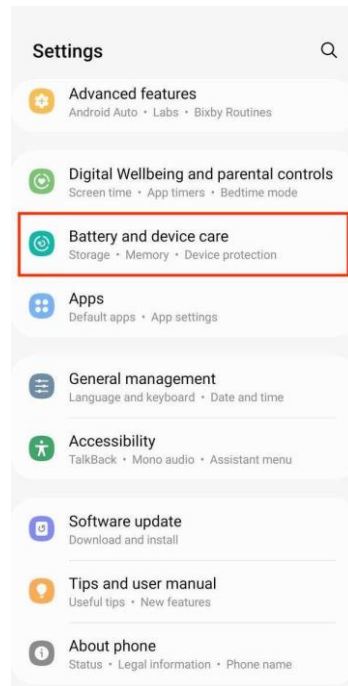 Settings
Advanced features
Android Auto • Labs • Bixby Routines
Digital Wellbeing and parental controls
Screen time • App timers • Bedtime mode
Battery and device care
Storage • Memory • Device protection
Apps
Default apps • App settings
General management
Language and keyboard • Date and time
Accessibility
TalkBack • Mono audio • Assistant menu
Software update
Download and install
Tips and user manual
Useful tips • New features
About phone
Status • Legal information • Phone name